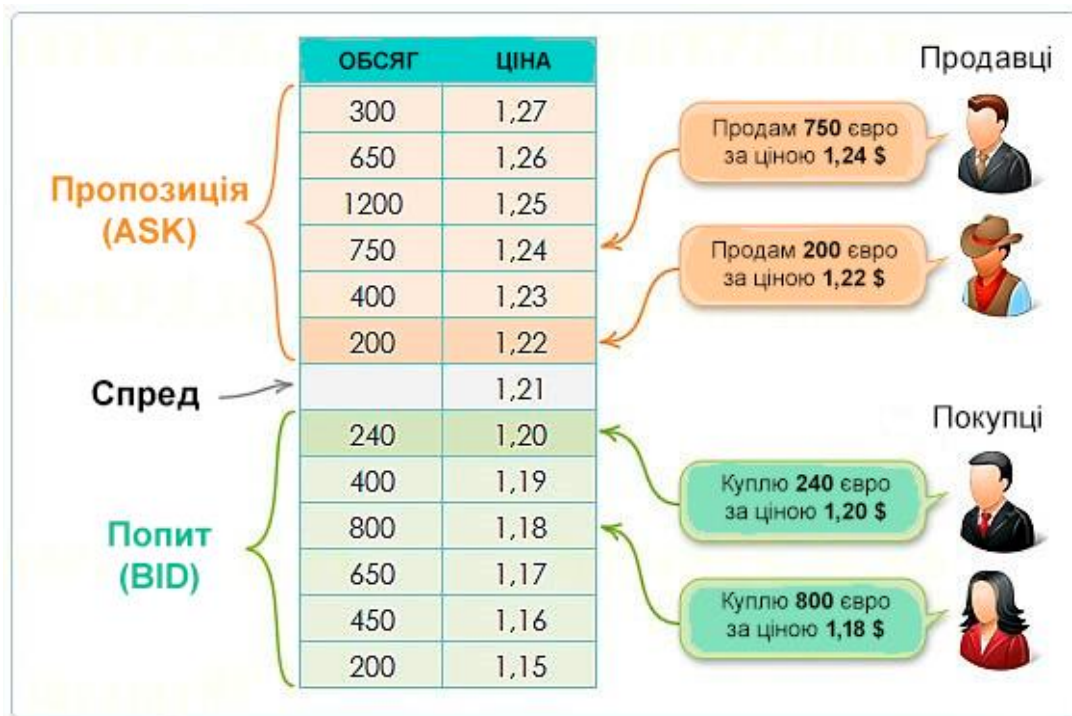 ОБСЯГ ЦІНА
300 1,27
650 1,26
1200 1,25
750 1,24
400 1,23
200 1,22
1,21
240 1,20
400 1,19
800 1,18
650 1,17
450 1,16
200 1,15
Пропозиція
(ASK)
Спред
Попит
(BID)
Продавці
Продам 750 євро
за ціною 1,24 $
Продам 200 євро
за ціною 1,22 $
Покупці
Куплю 240 євро
за ціною 1,20 $
Куплю 800 євро
за ціною 1,18 $